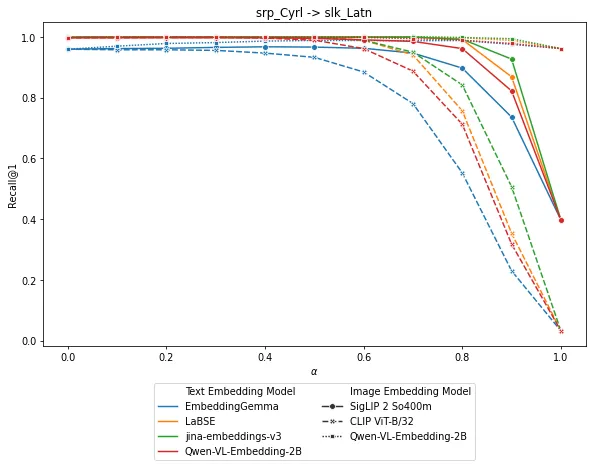 srp_Cyrl -> slk_Latn
Recall@1
1.0
0.8
0.6
0.4
0.2
0.0
0.0 0.2 0.4 0.6 0.8 1.0
α
Text Embedding Model Image Embedding Model
EmbeddingGemma SigLIP 2 So400m
LaBSE CLIP ViT-B/32
jina-embeddings-v3 Qwen-VL-Embedding-2B
Qwen-VL-Embedding-2B